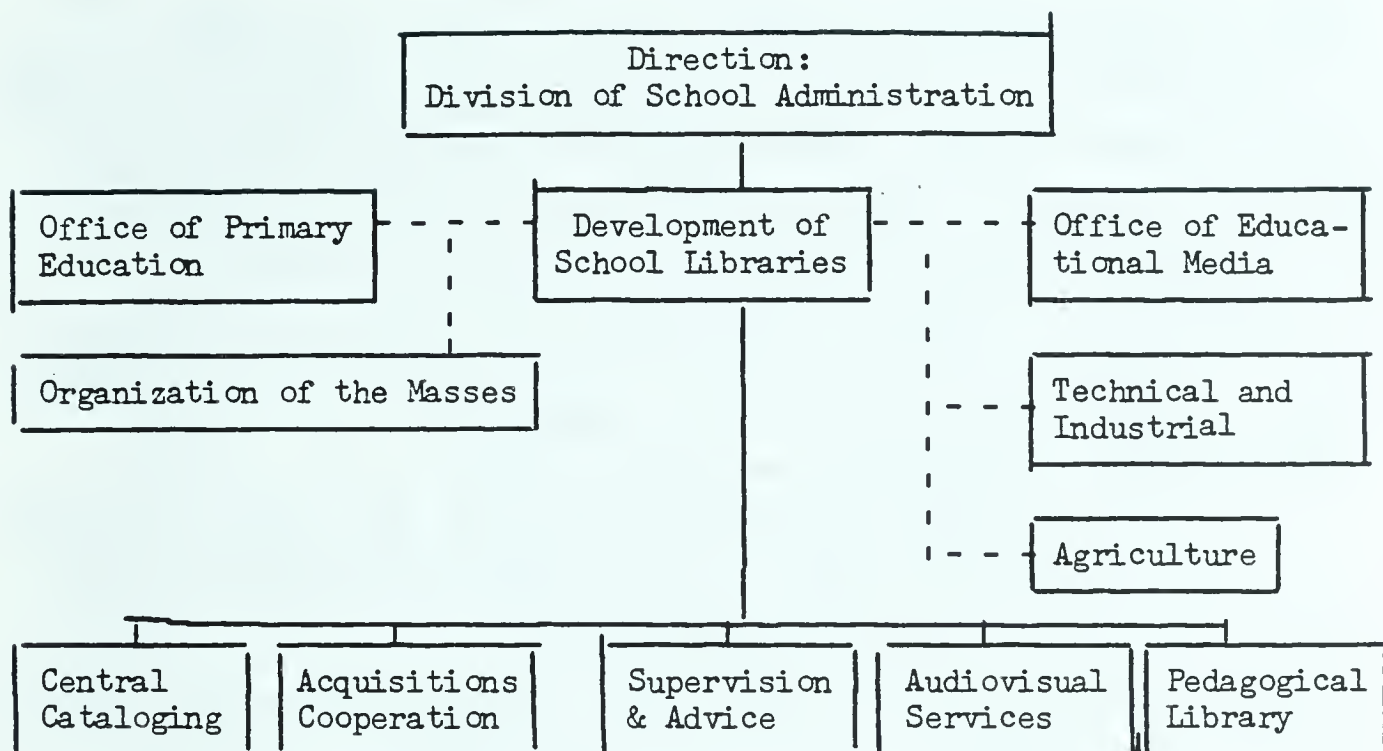 Direction:
Division of School Administration
Office of Primary
Education
Development of
School Libraries
Office of Educa-
tional Media
Organization of the Masses
Technical and
Industrial
Agriculture
Central
Cataloging
Acquisitions
Cooperation
Supervision
& Advice
Audiovisual
Services
Pedagogical
Library